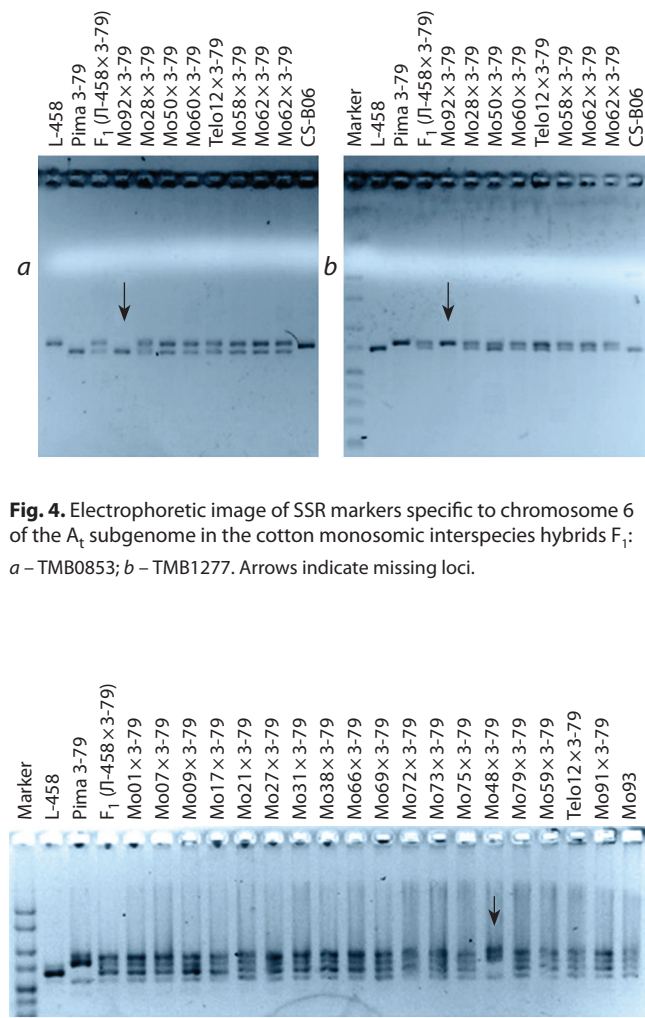 L-458
Pima 3-79
F₁ (Л-458 × 3-79)
Mo92 × 3-79
Mo28 × 3-79
Mo50 × 3-79
Mo60 × 3-79
Telo12 × 3-79
Mo58 × 3-79
Mo62 × 3-79
Mo62 × 3-79
CS-B06
Marker
L-458
Pima 3-79
F₁ (Л-458 × 3-79)
Mo92 × 3-79
Mo28 × 3-79
Mo50 × 3-79
Mo60 × 3-79
Telo12 × 3-79
Mo58 × 3-79
Mo62 × 3-79
Mo62 × 3-79
CS-B06
a
b
Fig. 4. Electrophoretic image of SSR markers specific to chromosome 6
of the Aₜ subgenome in the cotton monosomic interspecies hybrids F₁:
a – TMB0853; b – TMB1277. Arrows indicate missing loci.
Marker
L-458
Pima 3-79
F₁ (Л-458 × 3-79)
Mo01 × 3-79
Mo07 × 3-79
Mo09 × 3-79
Mo17 × 3-79
Mo21 × 3-79
Mo27 × 3-79
Mo31 × 3-79
Mo38 × 3-79
Mo66 × 3-79
Mo69 × 3-79
Mo72 × 3-79
Mo73 × 3-79
Mo75 × 3-79
Mo48 × 3-79
Mo79 × 3-79
Mo59 × 3-79
Telo12 × 3-79
Mo91 × 3-79
Mo93